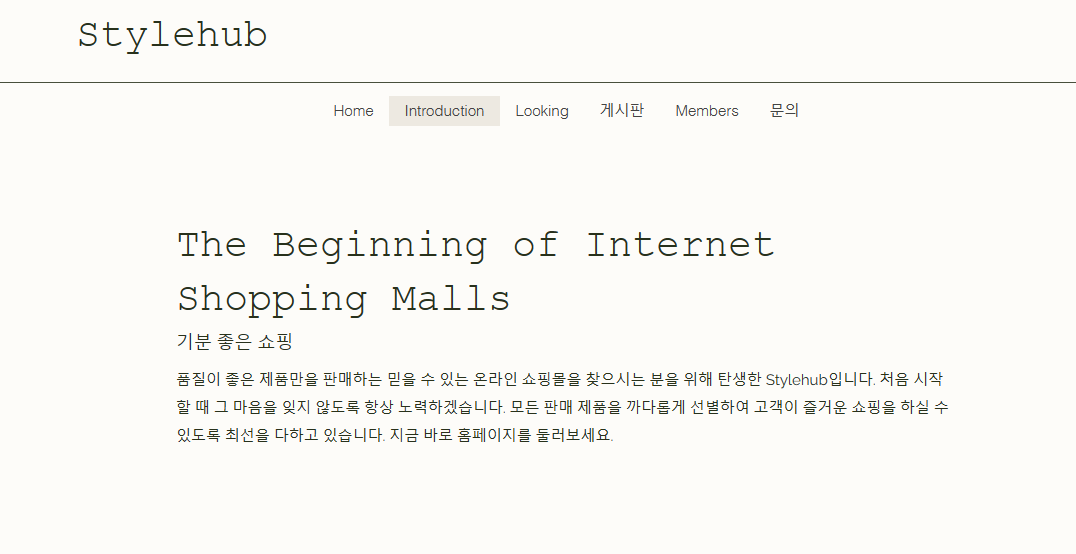 Stylehub
Home Introduction Looking 게시판 Members 문의
The Beginning of Internet
Shopping Malls
기분 좋은 쇼핑
품질이 좋은 제품만을 판매하는 믿을 수 있는 온라인 쇼핑몰을 찾으시는 분을 위해 탄생한 Stylehub입니다. 처음 시작
할 때 그 마음을 잊지 않도록 항상 노력하겠습니다. 모든 판매 제품을 까다롭게 선별하여 고객이 즐거운 쇼핑을 하실 수
있도록 최선을 다하고 있습니다. 지금 바로 홈페이지를 둘러보세요.